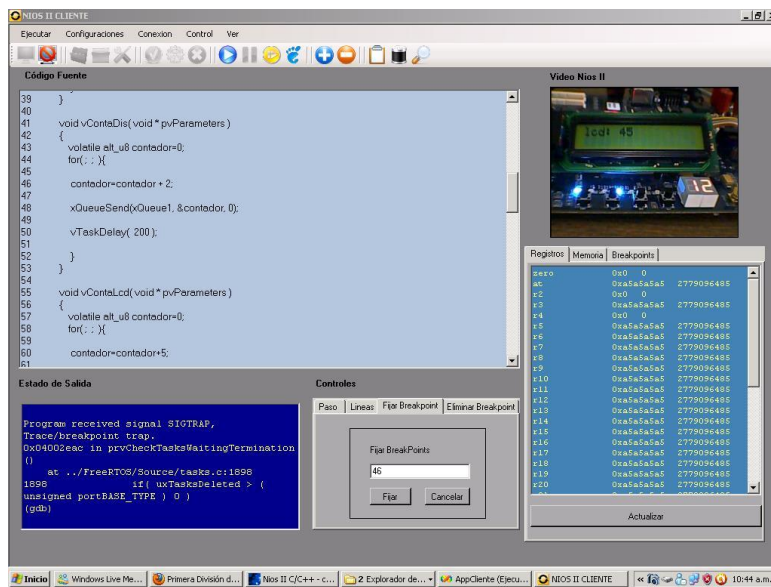 NIOS II CLIENTE
Ejecutar Configuraciones Conexion Control Ver
Código Fuente
39 }
40
41 void vContaDis( void * pvParameters )
42 {
43 volatile alt_u8 contador=0;
44 for( ; ; ){
45
46 contador=contador + 2;
47
48 xQueueSend(xQueue1, &contador, 0);
49
50 vTaskDelay( 200 );
51
52 }
53 }
54
55 void vContaLcd( void * pvParameters )
56 {
57 volatile alt_u8 contador=0;
58 for( ; ; ){
59
60 contador=contador+5;
61
Video Nios II
lcd: 45
12
Registros Memoria Breakpoints
zero 0x0 0
at 0xa5a5a5a5 2779096485
r2 0x0 0
r3 0xa5a5a5a5 2779096485
r4 0x0 0
r5 0xa5a5a5a5 2779096485
r6 0xa5a5a5a5 2779096485
r7 0xa5a5a5a5 2779096485
r8 0xa5a5a5a5 2779096485
r9 0xa5a5a5a5 2779096485
r10 0xa5a5a5a5 2779096485
r11 0xa5a5a5a5 2779096485
r12 0xa5a5a5a5 2779096485
r13 0xa5a5a5a5 2779096485
r14 0xa5a5a5a5 2779096485
r15 0xa5a5a5a5 2779096485
r16 0xa5a5a5a5 2779096485
r17 0xa5a5a5a5 2779096485
r18 0xa5a5a5a5 2779096485
r19 0xa5a5a5a5 2779096485
r20 0xa5a5a5a5 2779096485
Actualizar
Estado de Salida
Program received signal SIGTRAP,
Trace/breakpoint trap.
0x04002eac in prvCheckTasksWaitingTermination
()
at ../FreeRTOS/Source/tasks.c:1898
1898 if( uxTasksDeleted > (
unsigned portBASE_TYPE ) 0 )
(gdb)
Controles
Paso Lineas Fijar Breakpoint Eliminar Breakpoint
Fijar BreakPoints
46
Fijar Cancelar
Inicio Windows Live Me... Primera División d... Nios II C/C++ - c... 2 Explorador de... AppCliente (Ejecu... NIOS II CLIENTE 10:44 a.m.